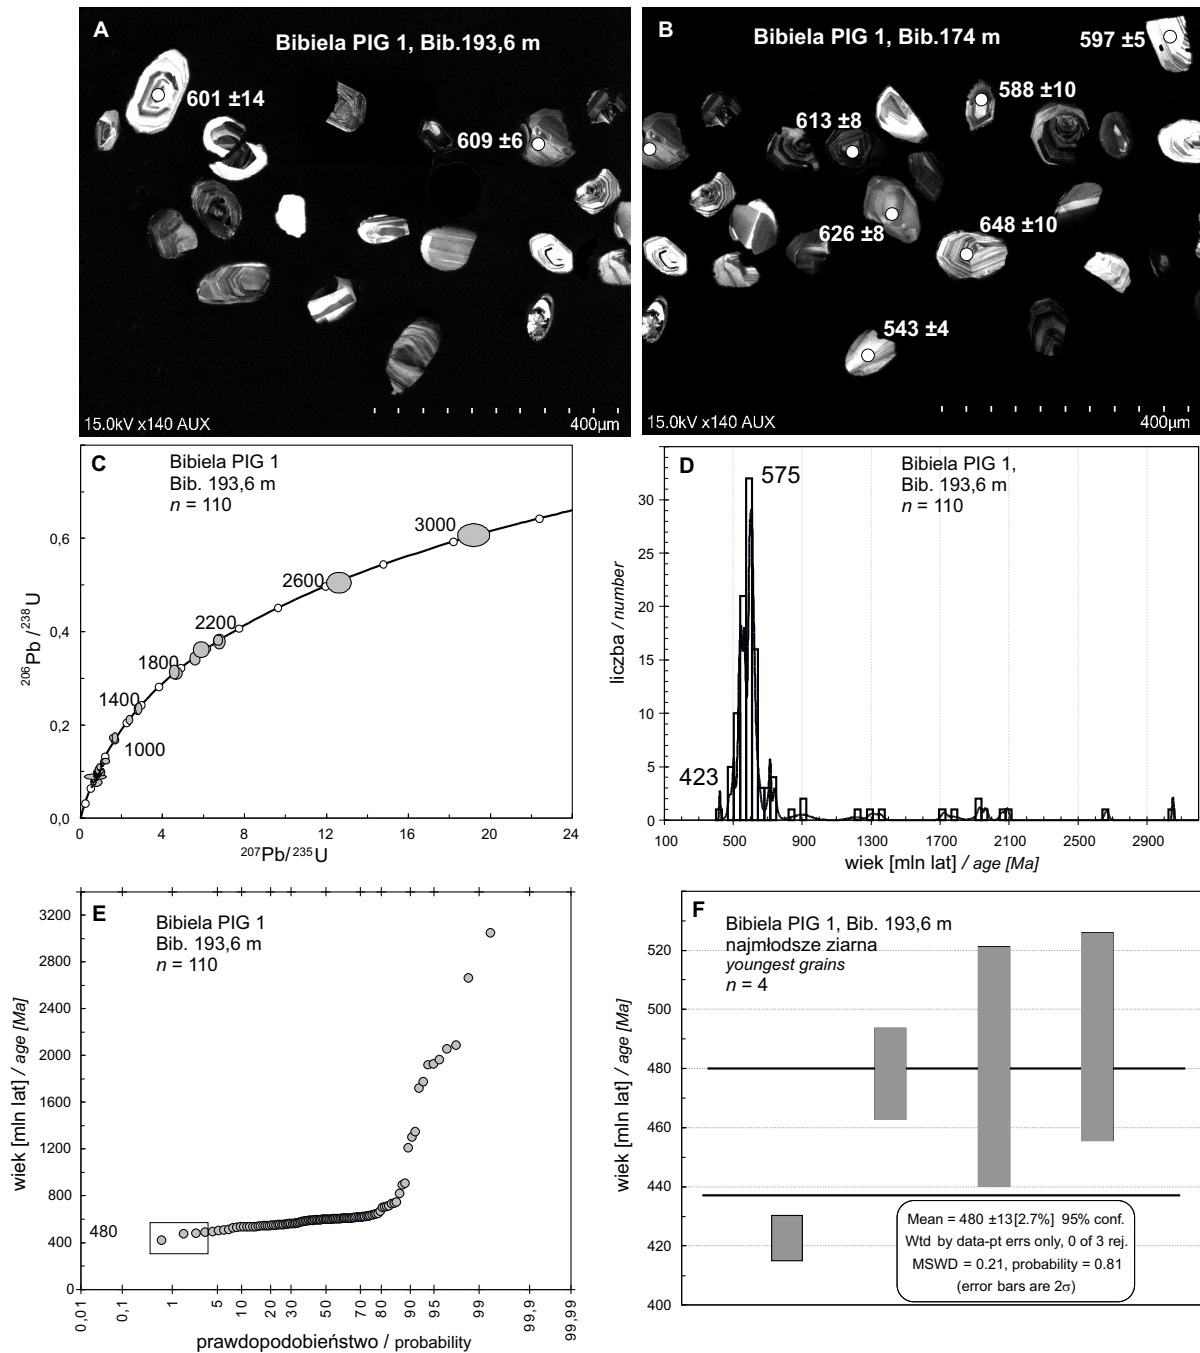 A
Bibiela PIG 1, Bib.193,6 m
601 ±14
609 ±6
15.0kV x140 AUX
400µm
B
Bibiela PIG 1, Bib.174 m
597 ±5
588 ±10
613 ±8
626 ±8
648 ±10
543 ±4
15.0kV x140 AUX
400µm
C
Bibiela PIG 1
Bib. 193,6 m
n = 110
3000
2600
2200
1800
1400
1000
0,6
0,4
0,2
0,0
206Pb /238U
0 4 8 12 16 20 24
207Pb/235U
D
575
Bibiela PIG 1,
Bib. 193,6 m
n = 110
423
30
25
20
15
10
5
0
liczba / number
100 500 900 1300 1700 2100 2500 2900
wiek [mln lat] / age [Ma]
E
Bibiela PIG 1
Bib. 193,6 m
n = 110
3200
2800
2400
2000
1600
1200
800
400
0
480
wiek [mln lat] / age [Ma]
0,01 0,1 1 5 10 20 30 50 70 80 90 95 99 99,9 99,99
prawdopodobieństwo / probability
F
Bibiela PIG 1, Bib. 193,6 m
najmłodsze ziarna
youngest grains
n = 4
520
500
480
460
440
420
400
wiek [mln lat] / age [Ma]
Mean = 480 ±13[2.7%] 95% conf.
Wtd by data-pt errs only, 0 of 3 rej.
MSWD = 0.21, probability = 0.81
(error bars are 2σ)